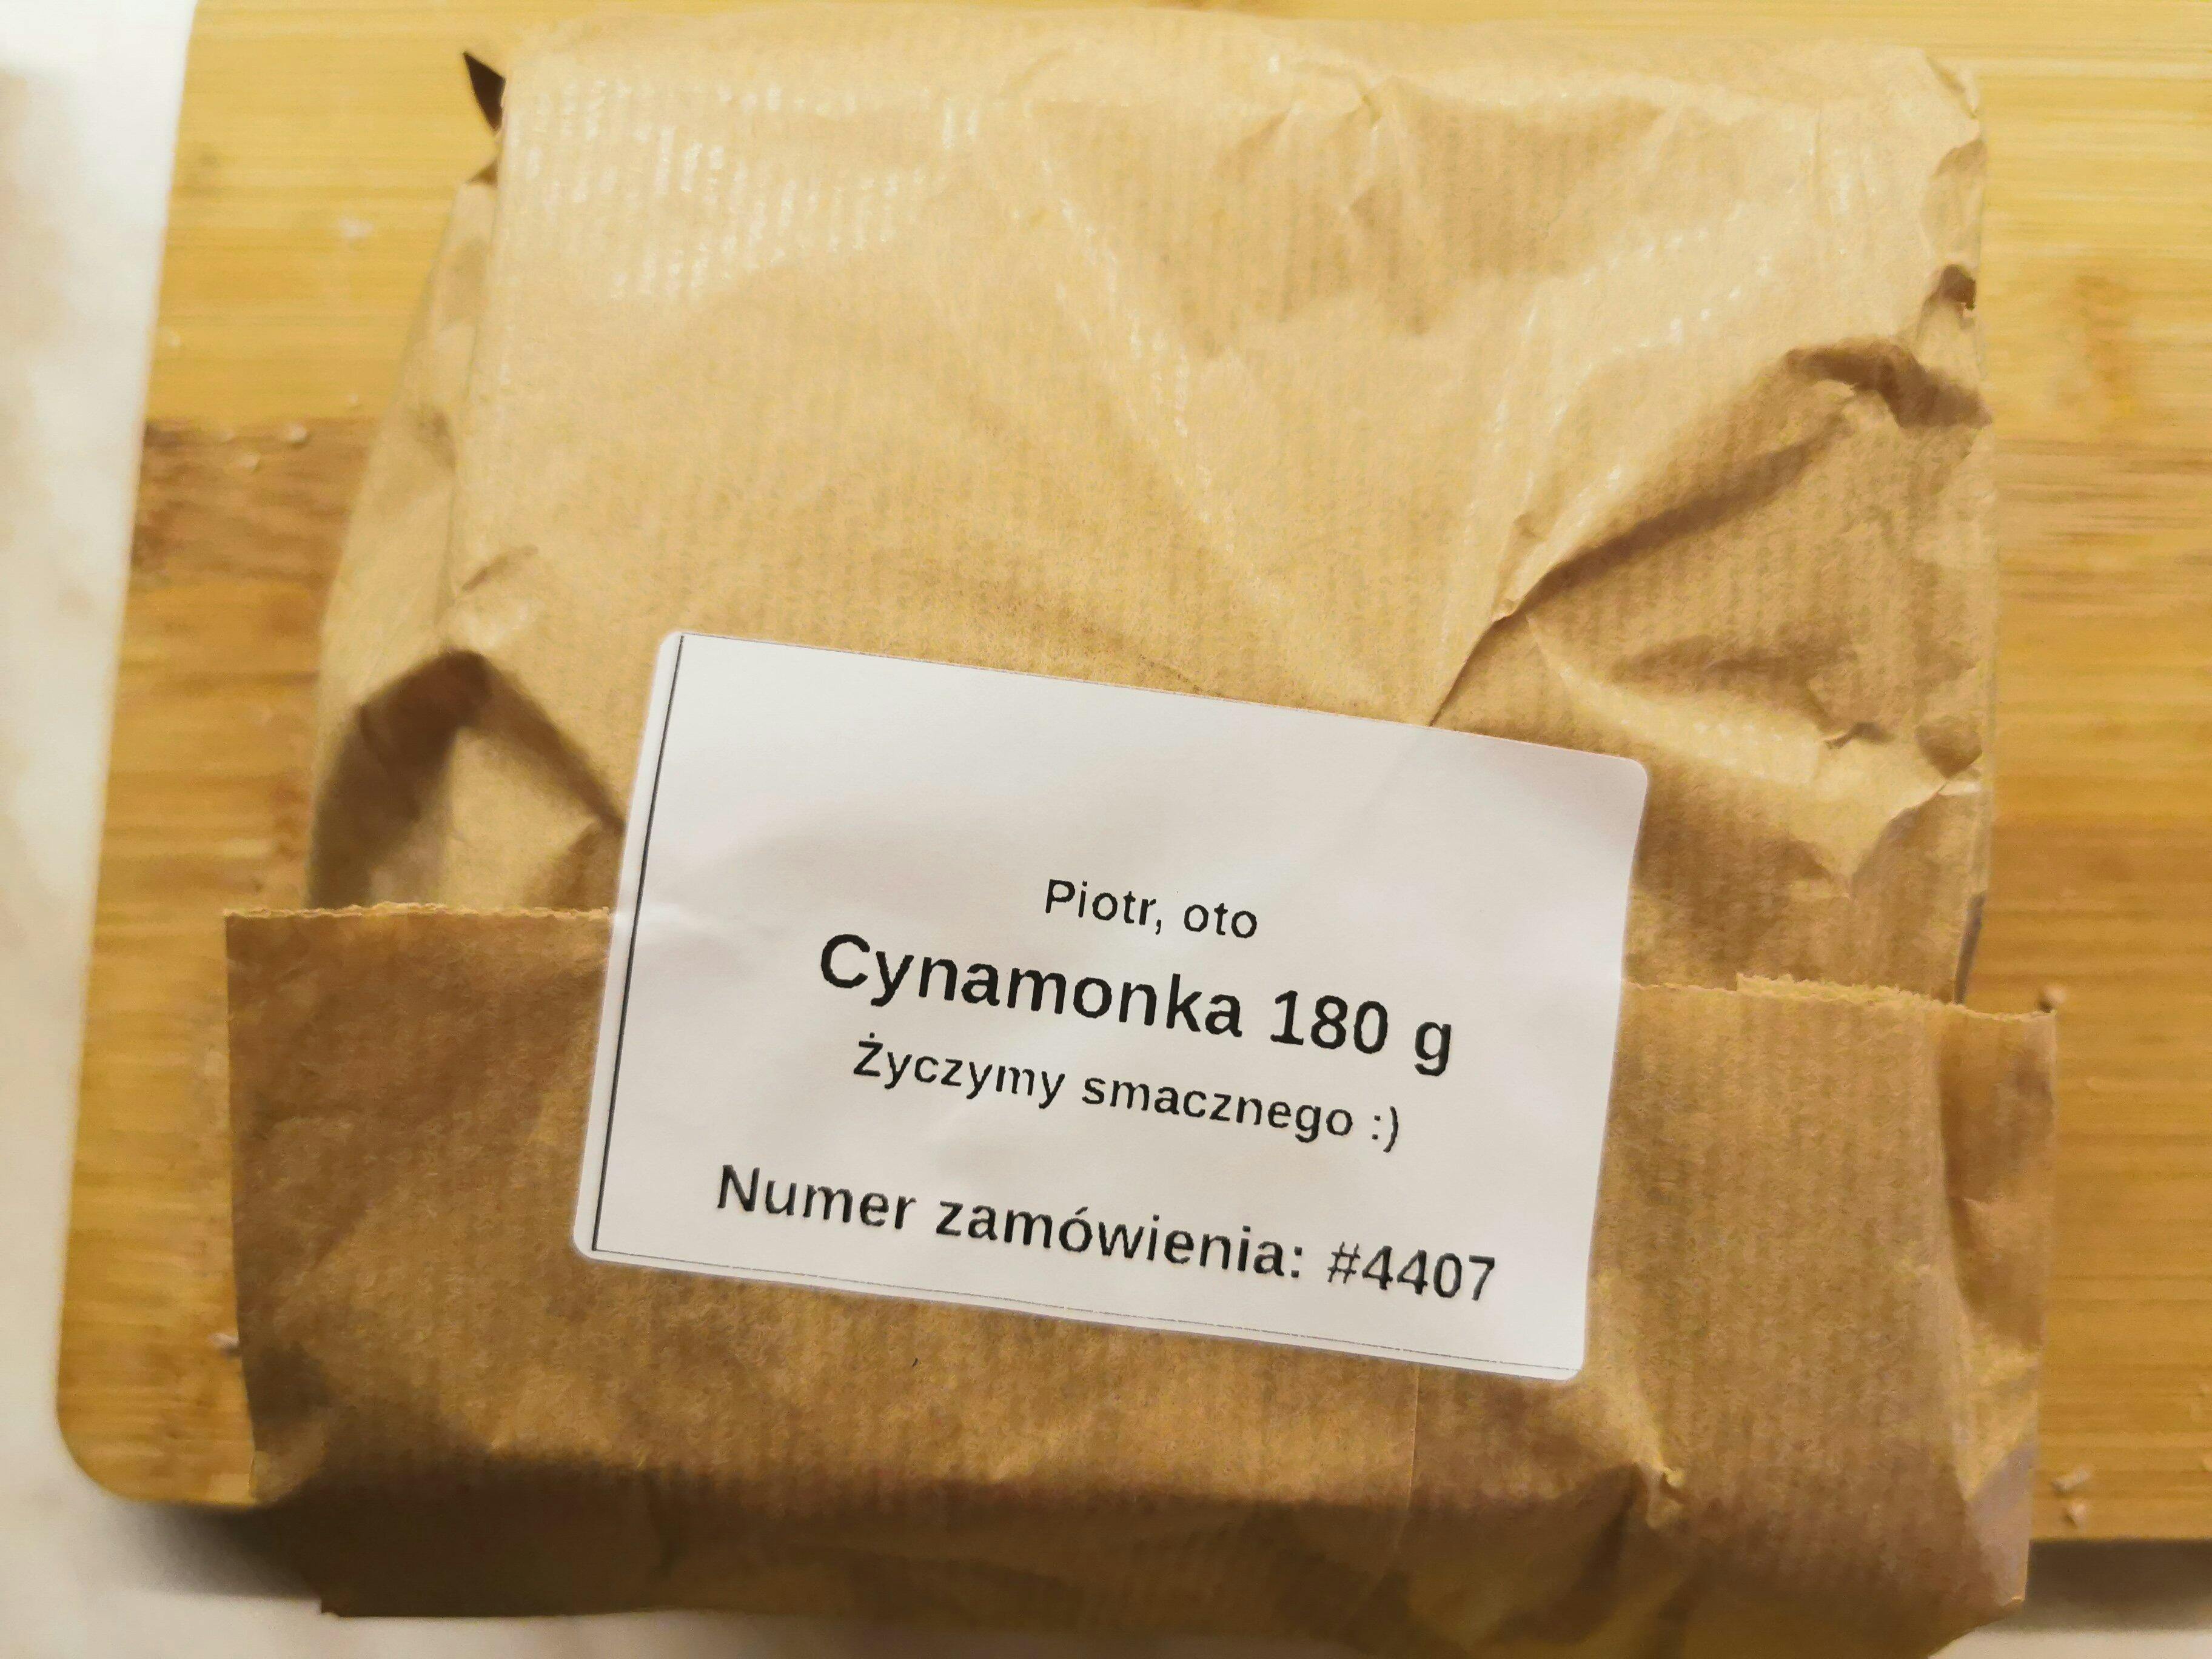 Piotr, oto
Cynamonka 180 g
Życzymy smacznego :)
Numer zamówienia: #4407